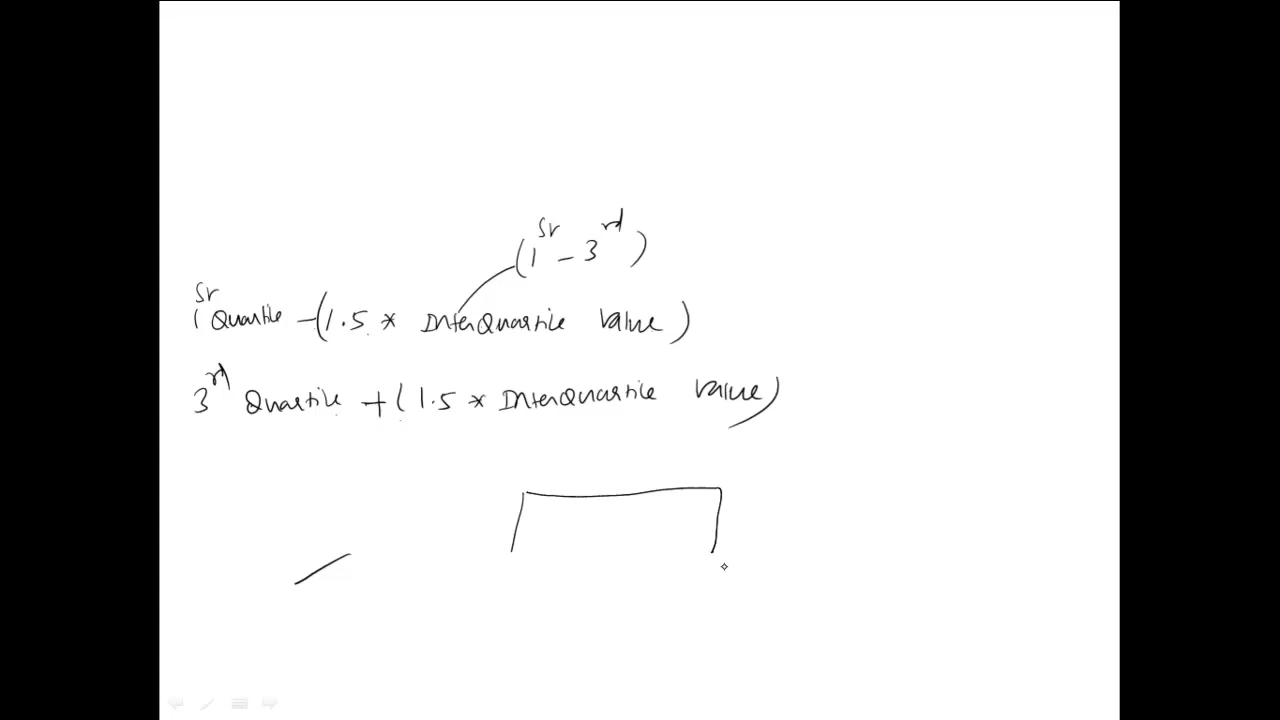 (1st - 3rd)
1st Quartile - (1.5 * InterQuartile Value)
3rd Quartile + (1.5 * InterQuartile Value)